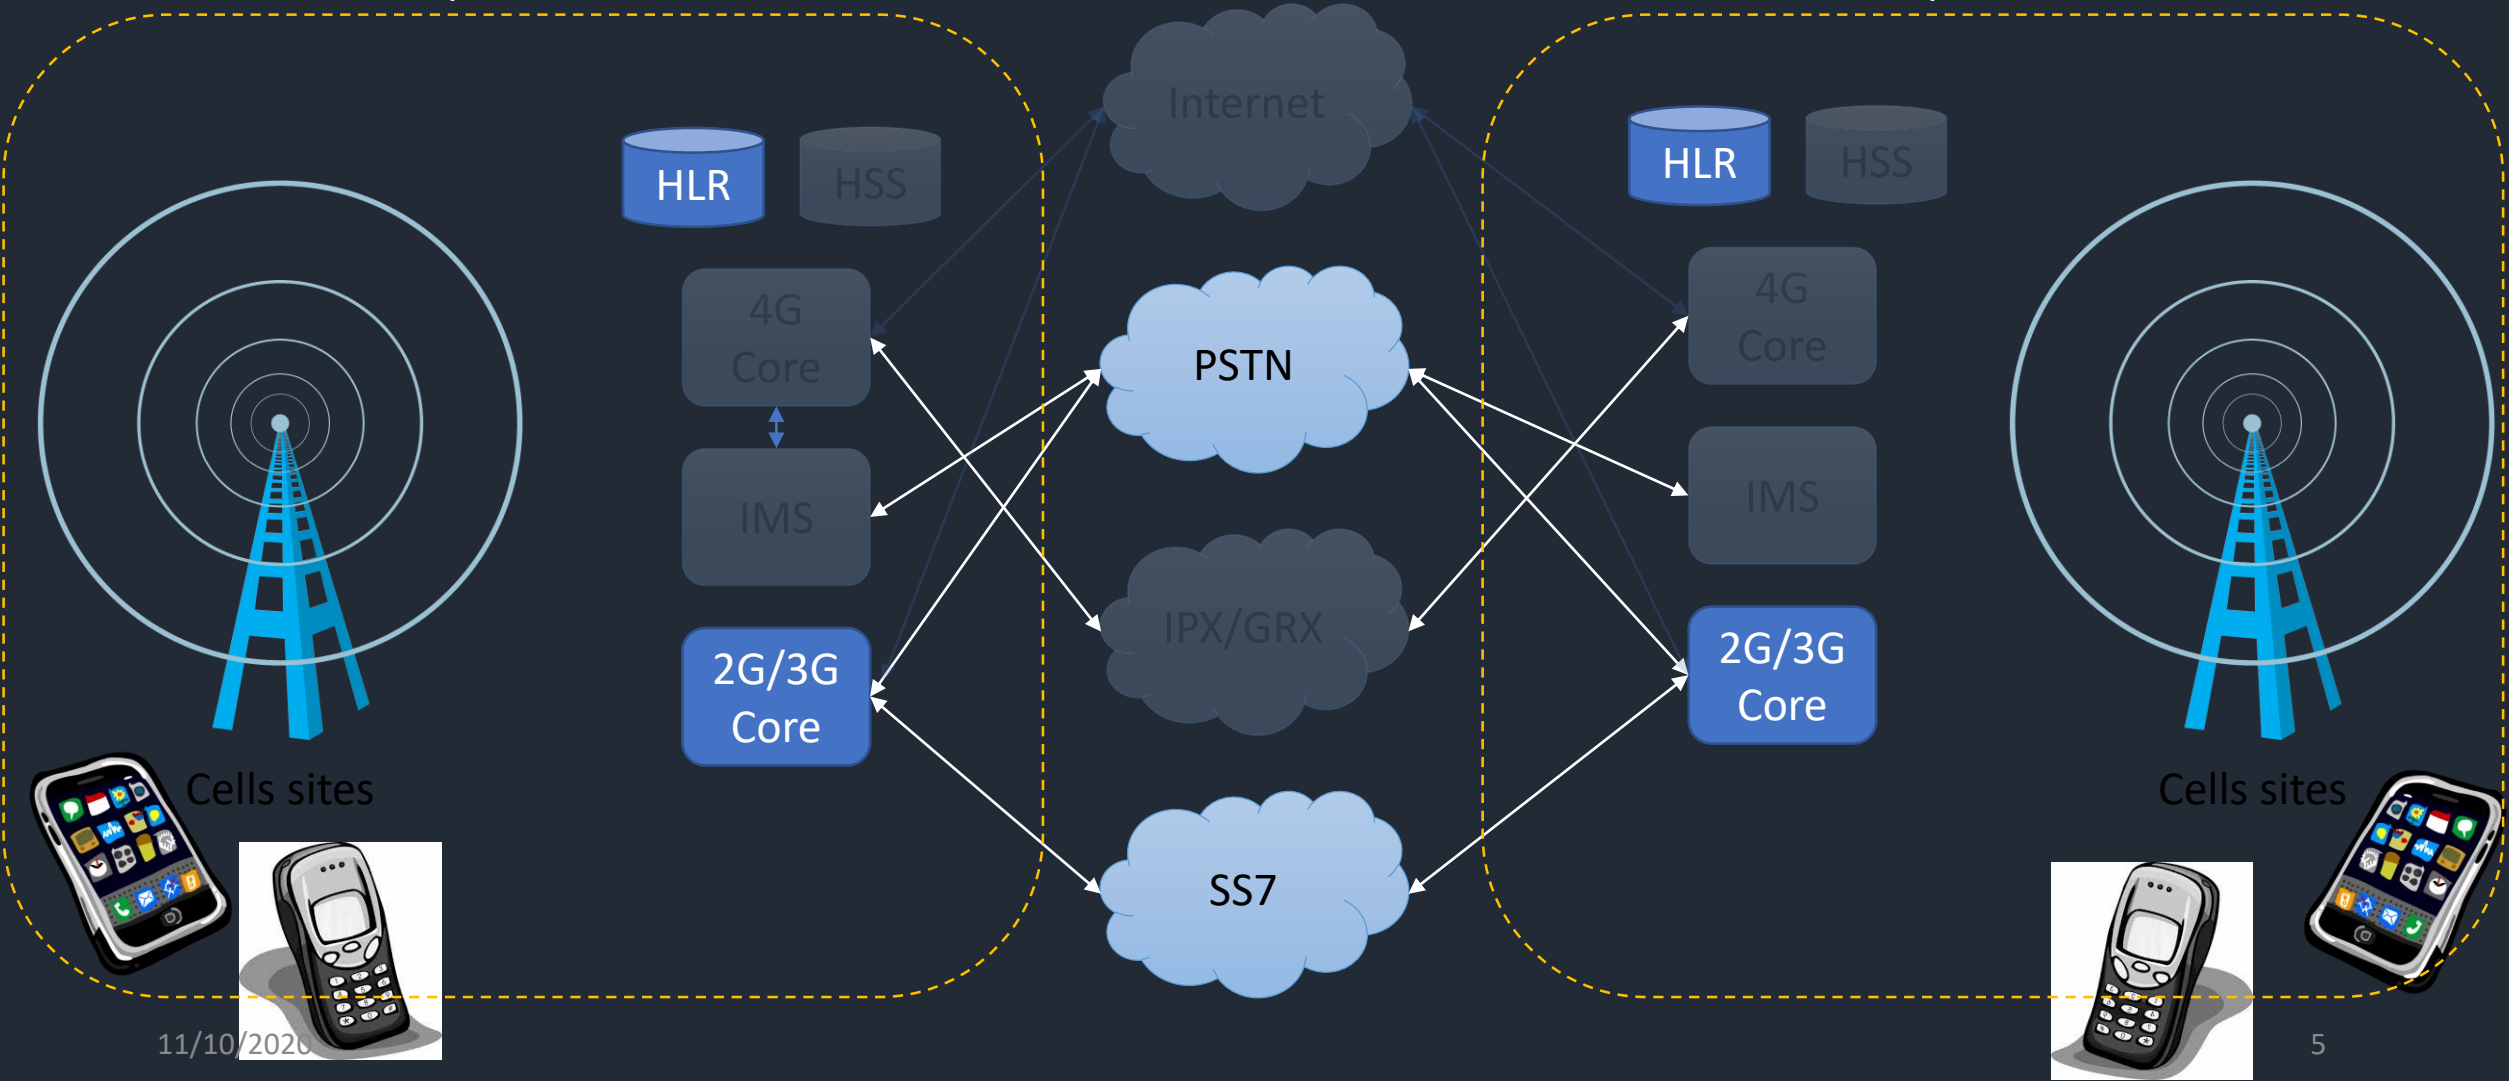 Internet
HLR
HSS
HLR
HSS
4G
Core
PSTN
4G
Core
IMS
IMS
2G/3G
Core
IPX/GRX
2G/3G
Core
Cells sites
SS7
Cells sites
11/10/2020
5